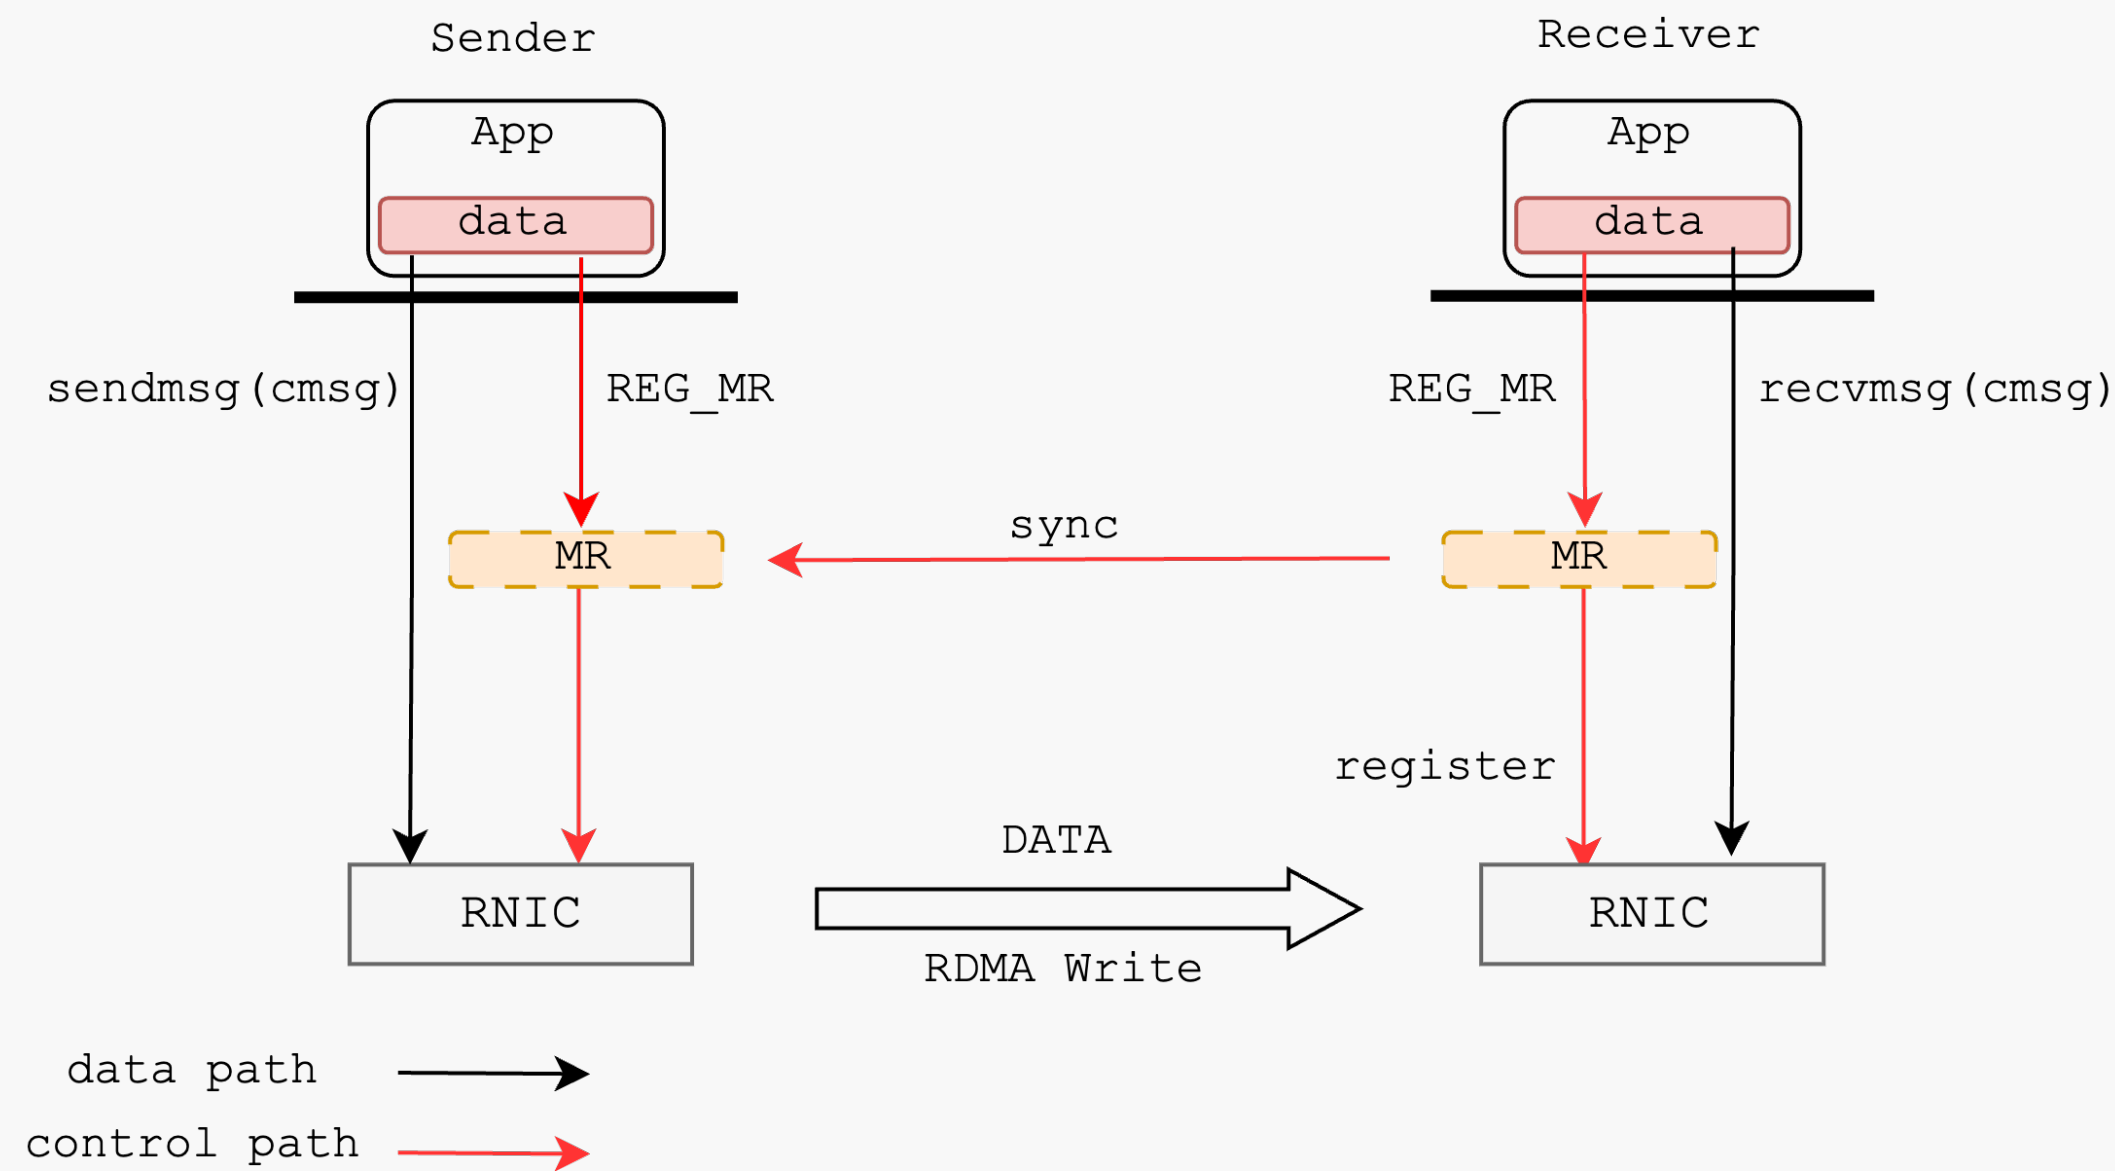 Sender
Receiver
App
App
data
data
sendmsg(cmsg)
REG_MR
REG_MR
recvmsg(cmsg)
sync
MR
MR
register
DATA
RNIC
RNIC
RDMA Write
data path
control path